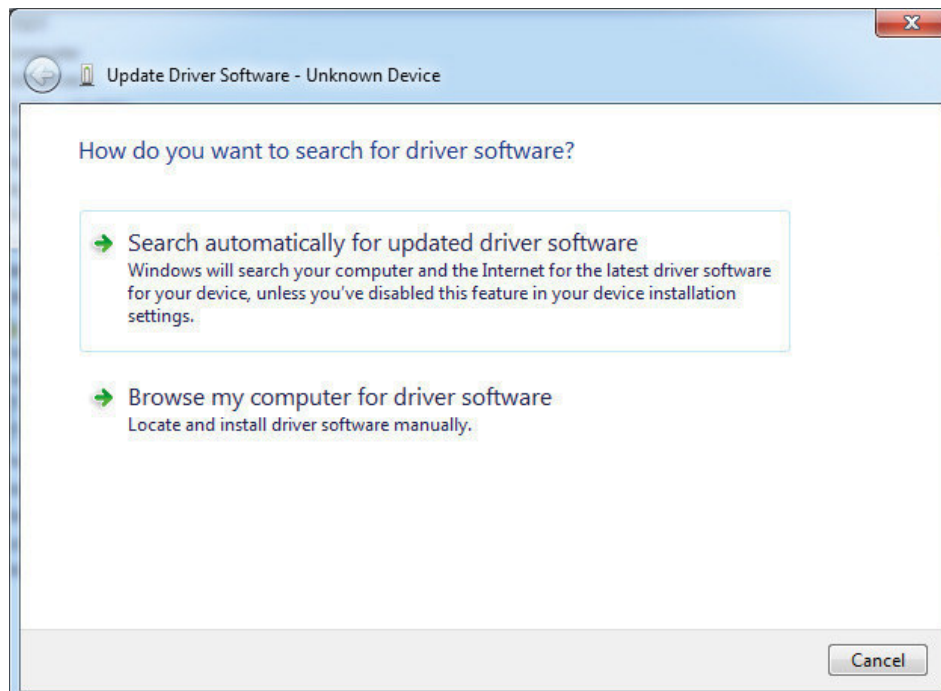 Update Driver Software - Unknown Device
How do you want to search for driver software?
Search automatically for updated driver software
Windows will search your computer and the Internet for the latest driver software
for your device, unless you've disabled this feature in your device installation
settings.
Browse my computer for driver software
Locate and install driver software manually.
Cancel